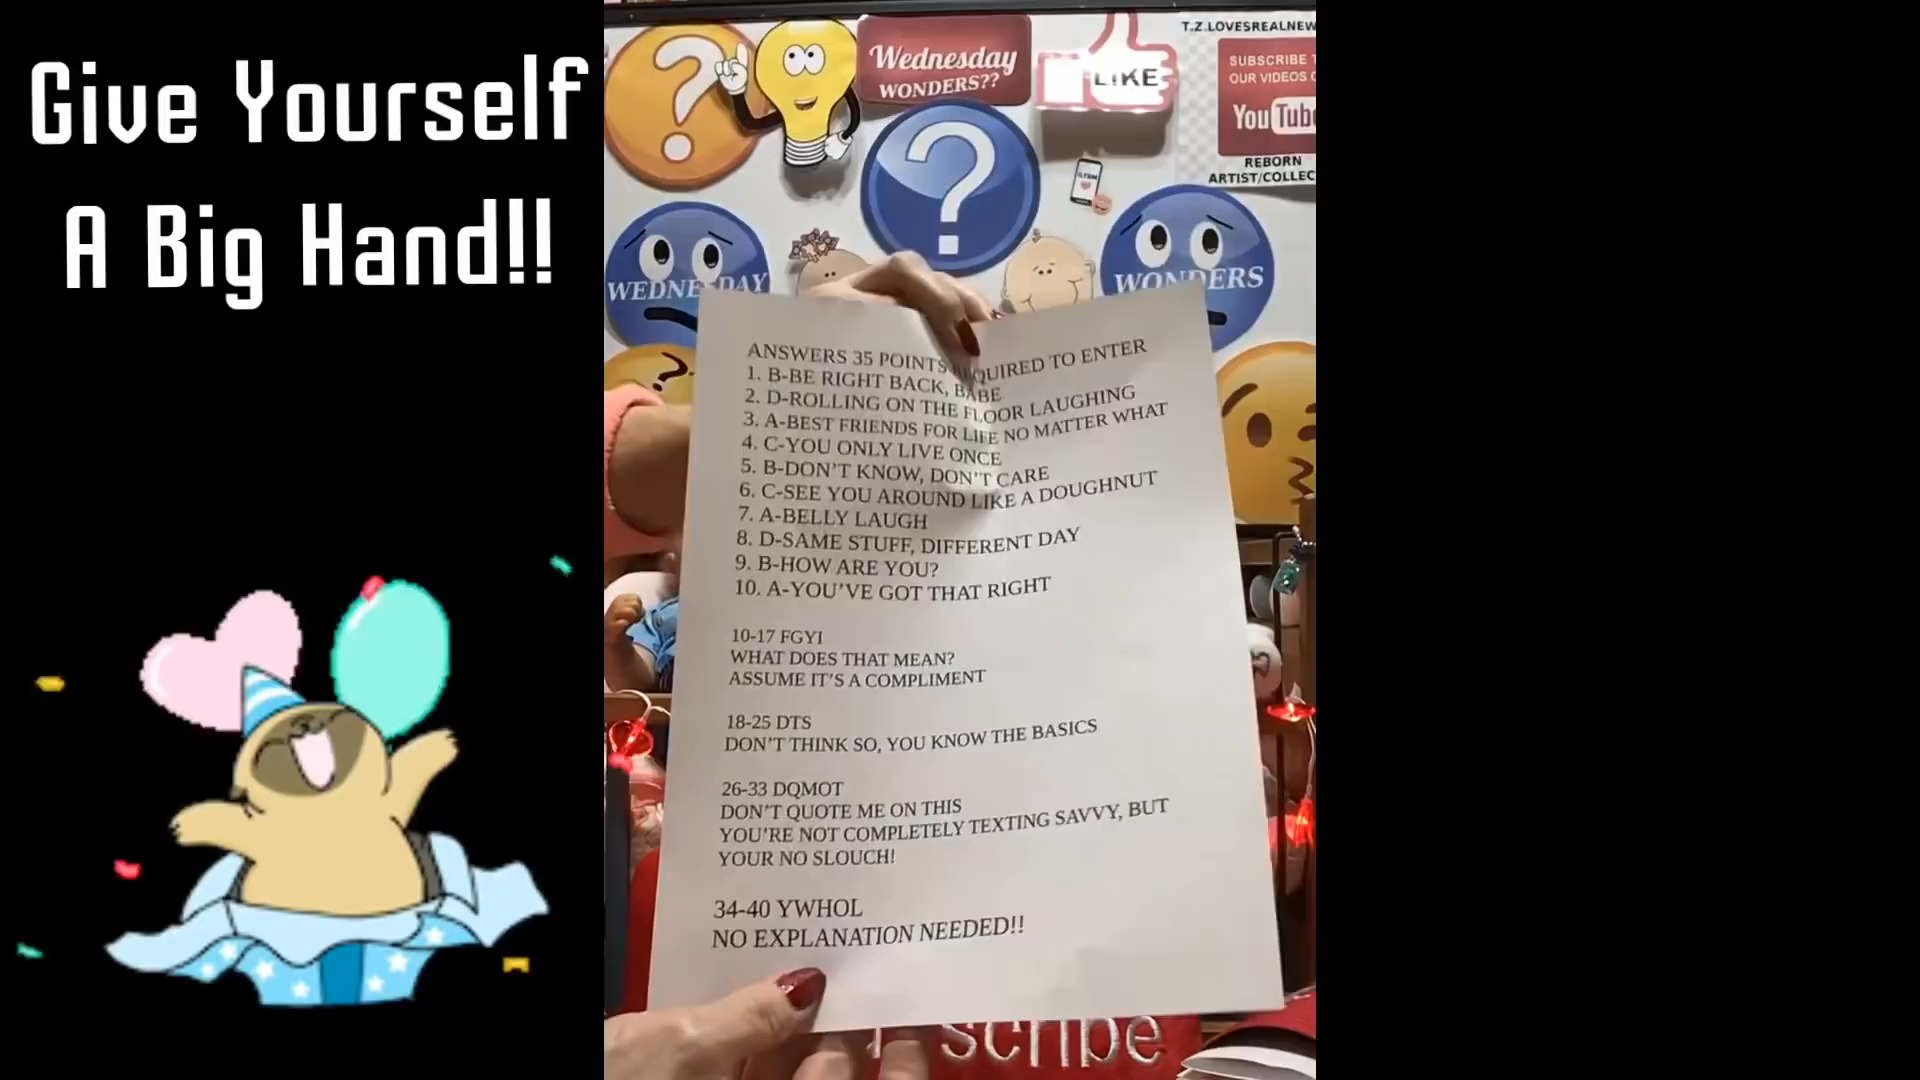 Give Yourself
A Big Hand!!
Wednesday
WONDERS??
LIKE
T.Z.LOVESREALNEW
SUBSCRIBE
OUR VIDEOS
YouTube
REBORN
ARTIST/COLLEC
WEDNESDAY
WONDERS
ANSWERS 35 POINTS REQUIRED TO ENTER
1. B-BE RIGHT BACK, BABE
2. D-ROLLING ON THE FLOOR LAUGHING
3. A-BEST FRIENDS FOR LIFE NO MATTER WHAT
4. C-YOU ONLY LIVE ONCE
5. B-DON'T KNOW, DON'T CARE
6. C-SEE YOU AROUND LIKE A DOUGHNUT
7. A-BELLY LAUGH
8. D-SAME STUFF, DIFFERENT DAY
9. B-HOW ARE YOU?
10. A-YOU'VE GOT THAT RIGHT
10-17 FGYI
WHAT DOES THAT MEAN?
ASSUME IT'S A COMPLIMENT
18-25 DTS
DON'T THINK SO, YOU KNOW THE BASICS
26-33 DQMOT
DON'T QUOTE ME ON THIS
YOU'RE NOT COMPLETELY TEXTING SAVVY, BUT
YOUR NO SLOUCH!
34-40 YWHOL
NO EXPLANATION NEEDED!!
scribe